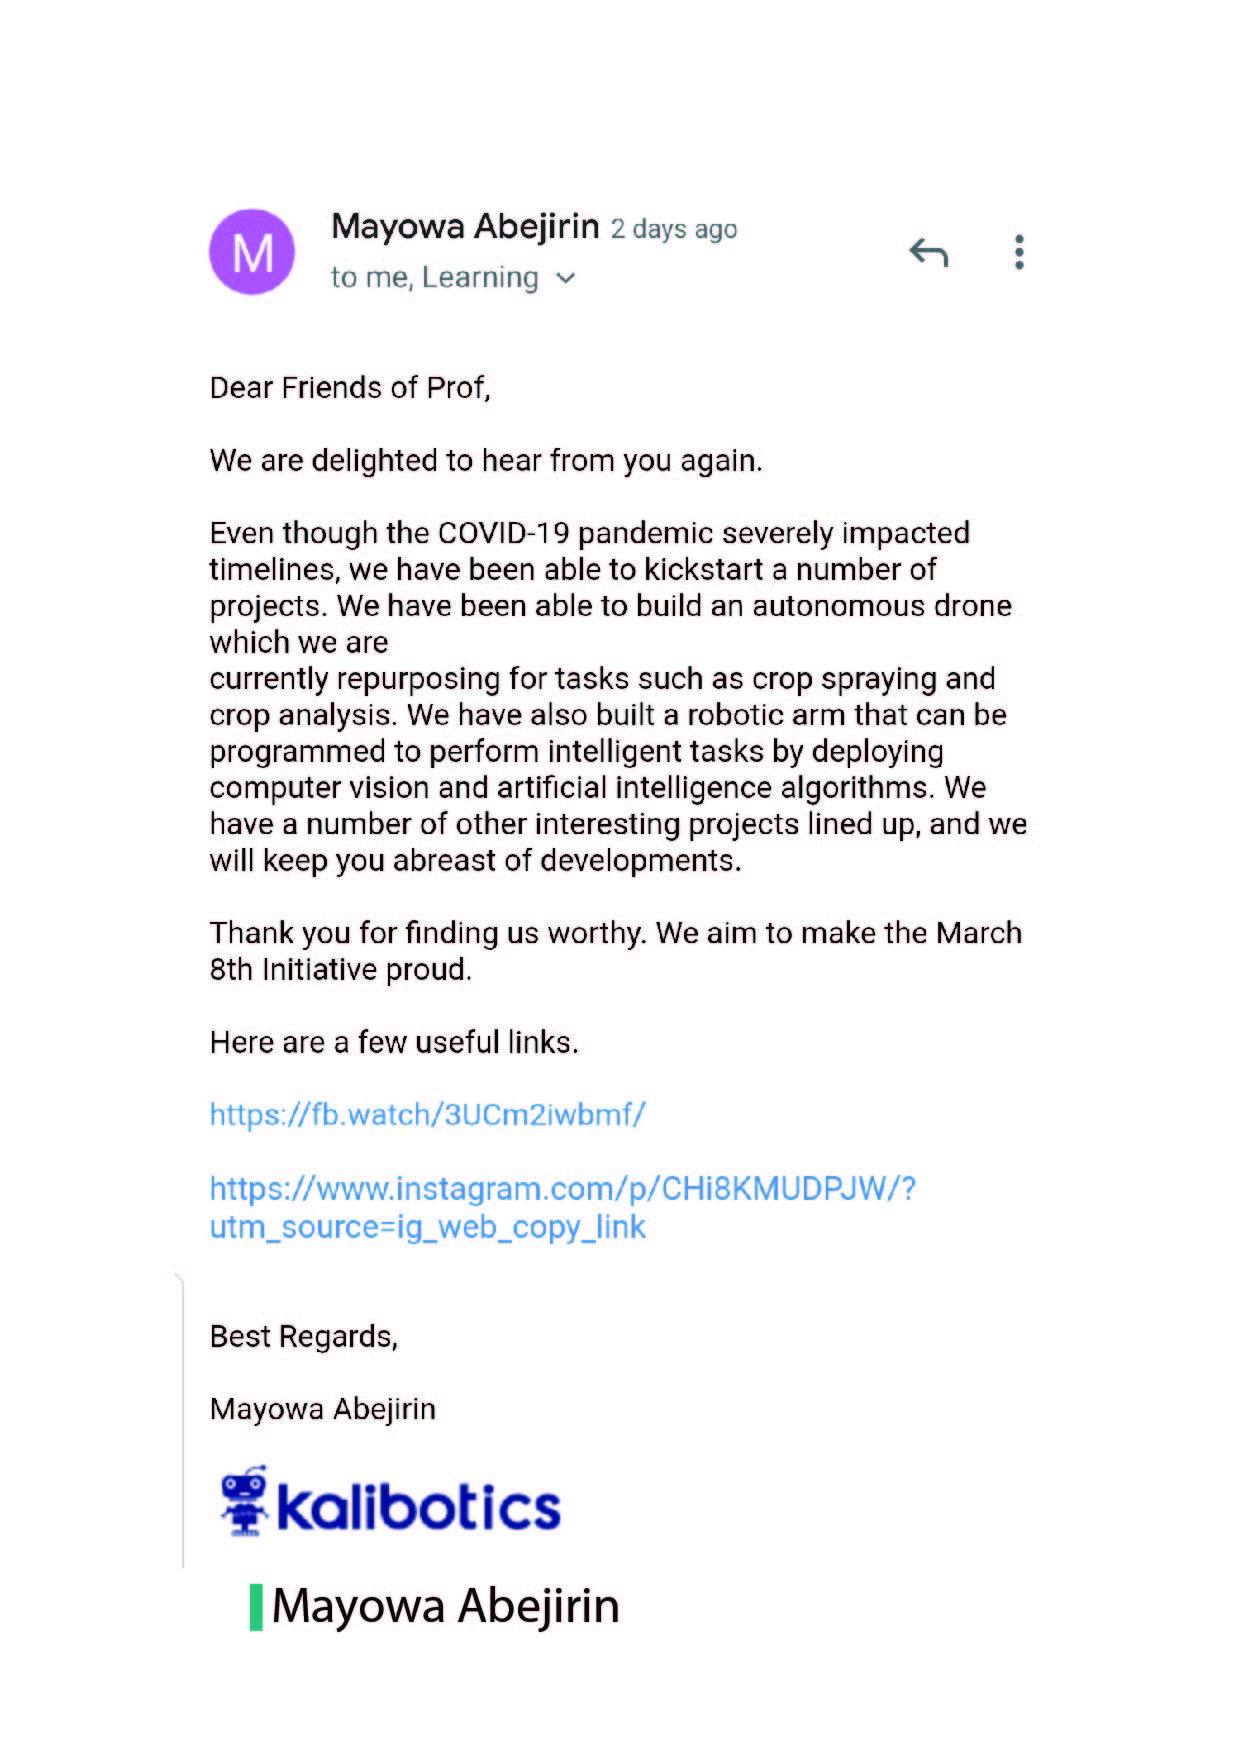 M
Mayowa Abejirin 2 days ago
to me, Learning
Dear Friends of Prof,
We are delighted to hear from you again.
Even though the COVID-19 pandemic severely impacted
timelines, we have been able to kickstart a number of
projects. We have been able to build an autonomous drone
which we are
currently repurposing for tasks such as crop spraying and
crop analysis. We have also built a robotic arm that can be
programmed to perform intelligent tasks by deploying
computer vision and artificial intelligence algorithms. We
have a number of other interesting projects lined up, and we
will keep you abreast of developments.
Thank you for finding us worthy. We aim to make the March
8th Initiative proud.
Here are a few useful links.
https://fb.watch/3UCm2iwbmf/
https://www.instagram.com/p/CHi8KMUDPJW/?
utm_source=ig_web_copy_link
Best Regards,
Mayowa Abejirin
kalibotics
Mayowa Abejirin